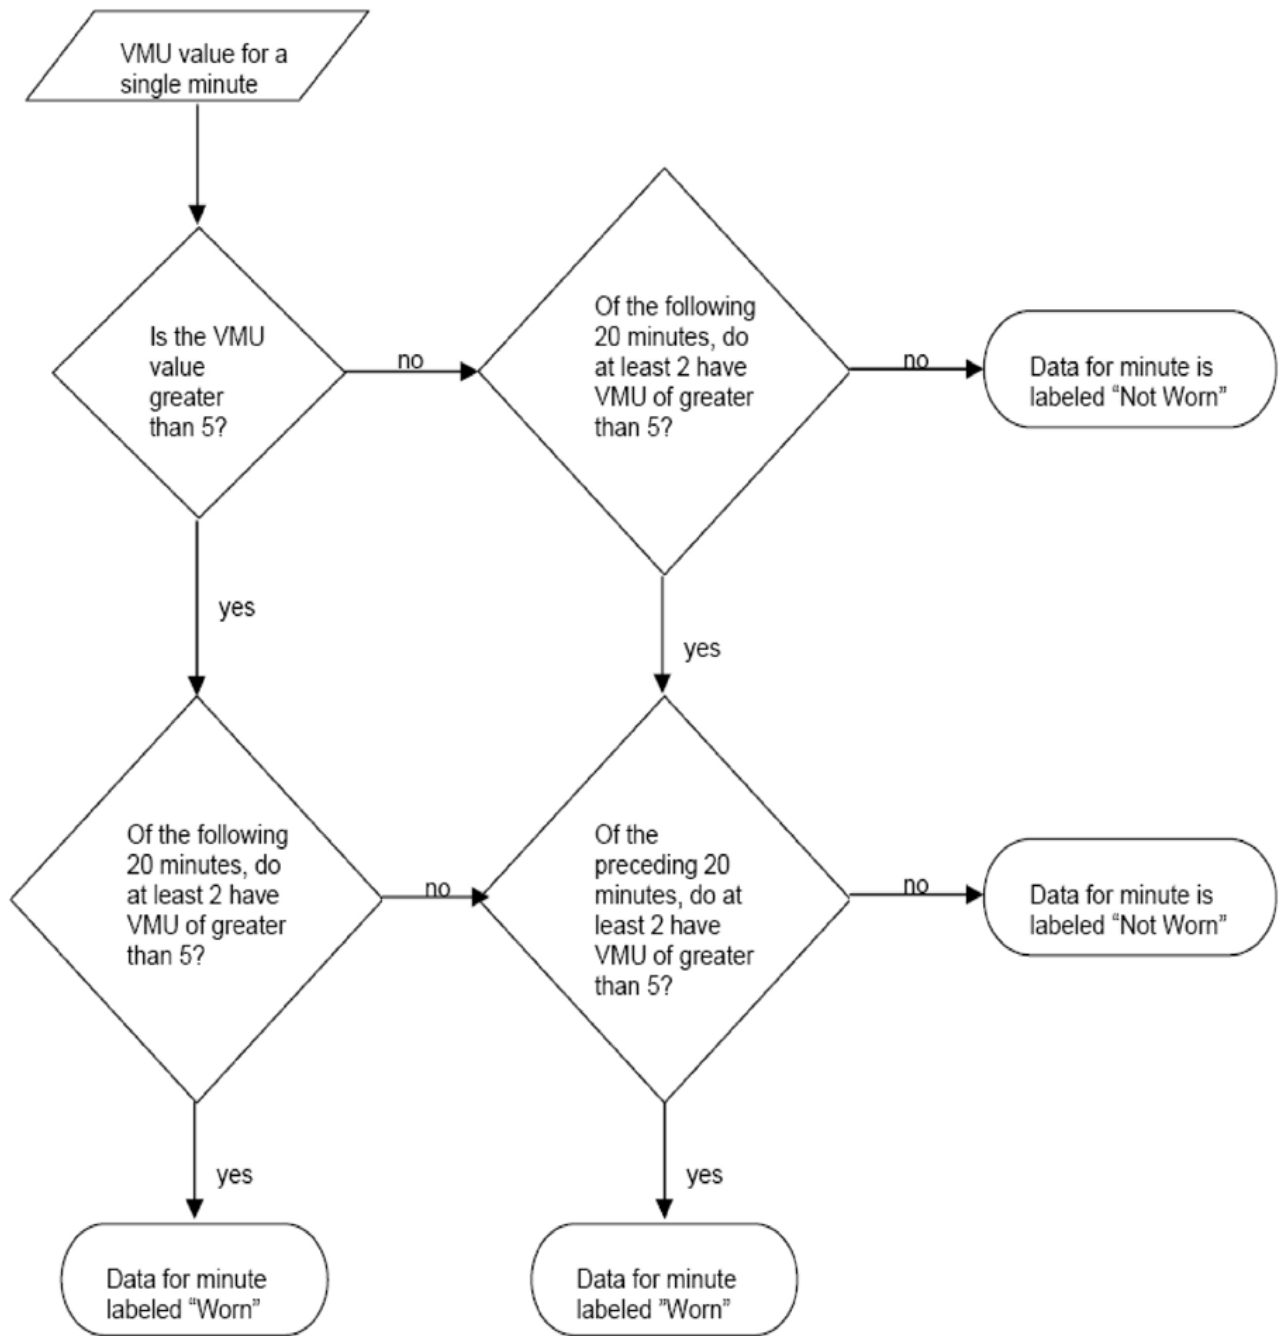 VMU value for a
single minute
Is the VMU
value
greater
than 5?
no
Of the following
20 minutes, do
at least 2 have
VMU of greater
than 5?
no
Data for minute is
labeled “Not Worn”
yes
yes
Of the following
20 minutes, do
at least 2 have
VMU of greater
than 5?
no
Of the
preceding 20
minutes, do at
least 2 have
VMU of greater
than 5?
no
Data for minute is
labeled “Not Worn”
yes
yes
Data for minute
labeled “Worn”
Data for minute
labeled ”Worn”